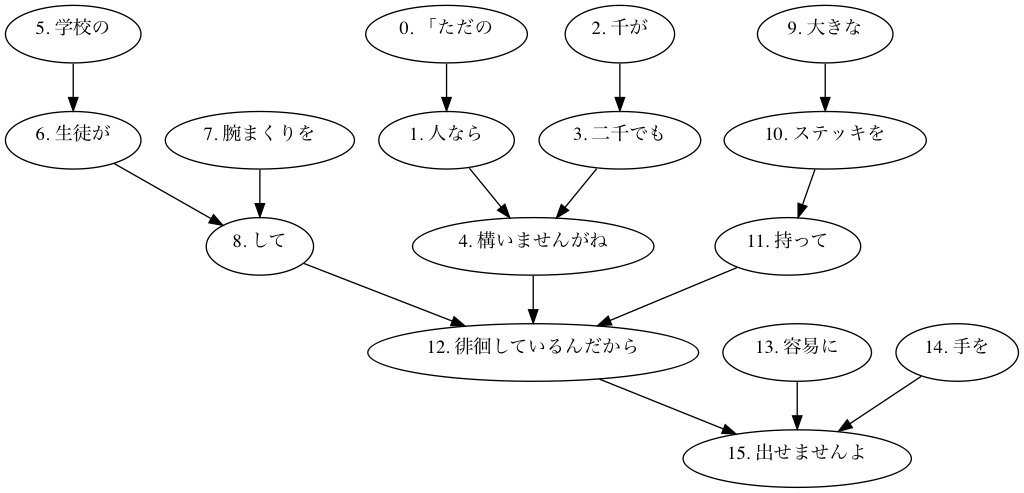 5. 学校の
0. 「ただの
2. 千が
9. 大きな
6. 生徒が
7. 腕まくりを
1. 人なら
3. 二千でも
10. ステッキを
8. して
4. 構いませんがね
11. 持って
12. 徘徊しているんだから
13. 容易に
14. 手を
15. 出せませんよ